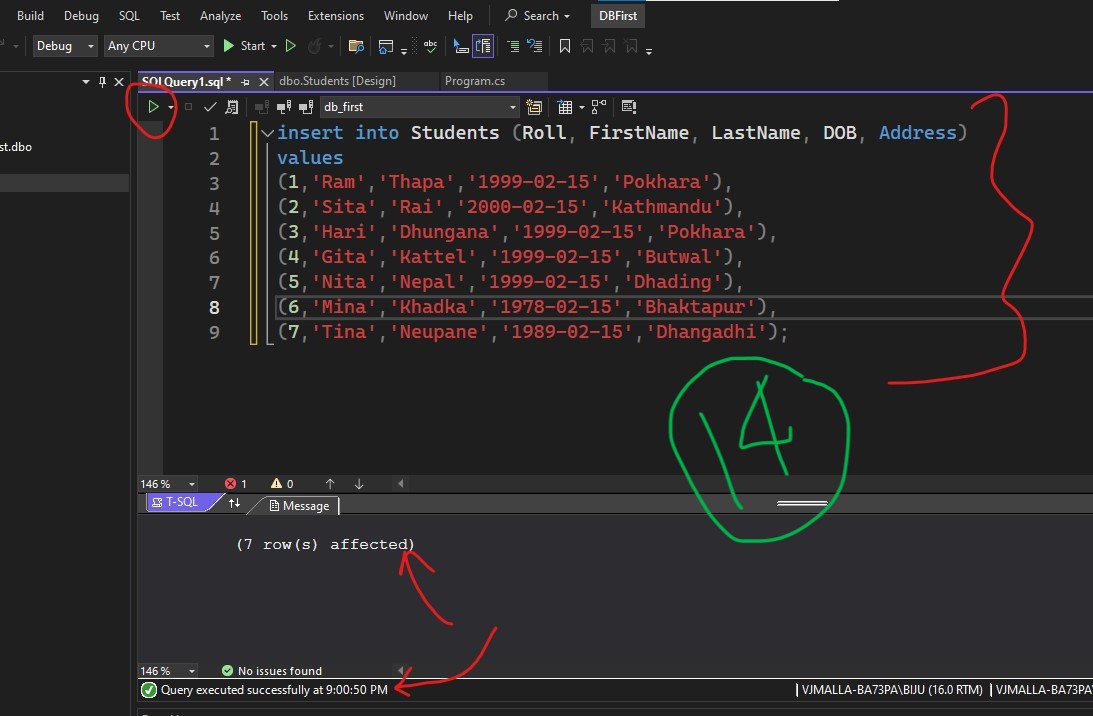 Build Debug SQL Test Analyze Tools Extensions Window Help Search DBFirst
Debug Any CPU Start abc
SQLQuery1.sql * dbo.Students [Design] Program.cs
db_first
st.dbo
1 insert into Students (Roll, FirstName, LastName, DOB, Address)
2 values
3 (1,'Ram','Thapa','1999-02-15','Pokhara'),
4 (2,'Sita','Rai','2000-02-15','Kathmandu'),
5 (3,'Hari','Dhungana','1999-02-15','Pokhara'),
6 (4,'Gita','Kattel','1999-02-15','Butwal'),
7 (5,'Nita','Nepal','1999-02-15','Dhading'),
8 (6,'Mina','Khadka','1978-02-15','Bhaktapur'),
9 (7,'Tina','Neupane','1989-02-15','Dhangadhi');
14
146 % 1 0
T-SQL Message
(7 row(s) affected)
146 % No issues found
Query executed successfully at 9:00:50 PM VJMALLA-BA73PA\BIJU (16.0 RTM) VJMALLA-BA73PA\